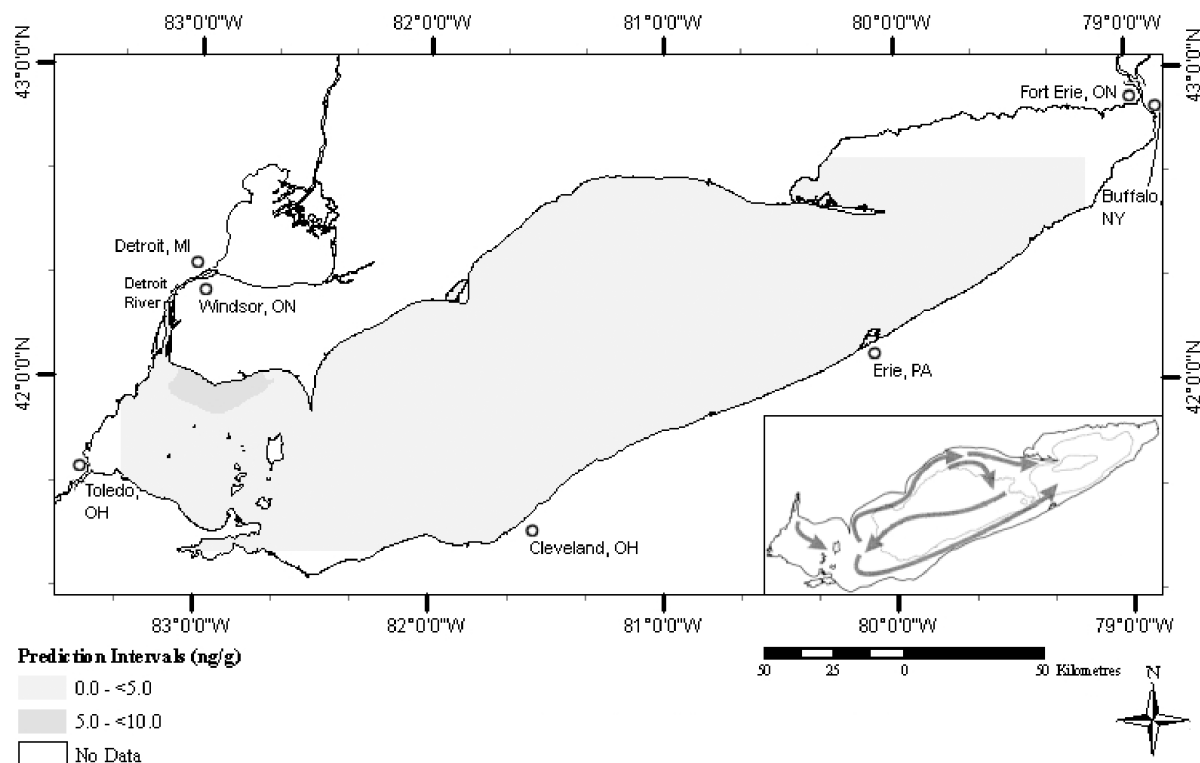 83°0'0"W 82°0'0"W 81°0'0"W 80°0'0"W 79°0'0"W
43°0'0"N
43°0'0"N
Fort Erie, ON
Buffalo,
NY
Detroit, MI
Detroit
River
Windsor, ON
42°0'0"N
42°0'0"N
Erie, PA
Toledo,
OH
Cleveland, OH
83°0'0"W 82°0'0"W 81°0'0"W 80°0'0"W 79°0'0"W
Prediction Intervals (ng/g)
0.0 - <5.0
5.0 - <10.0
No Data
50 25 0 50 Kilometres
N